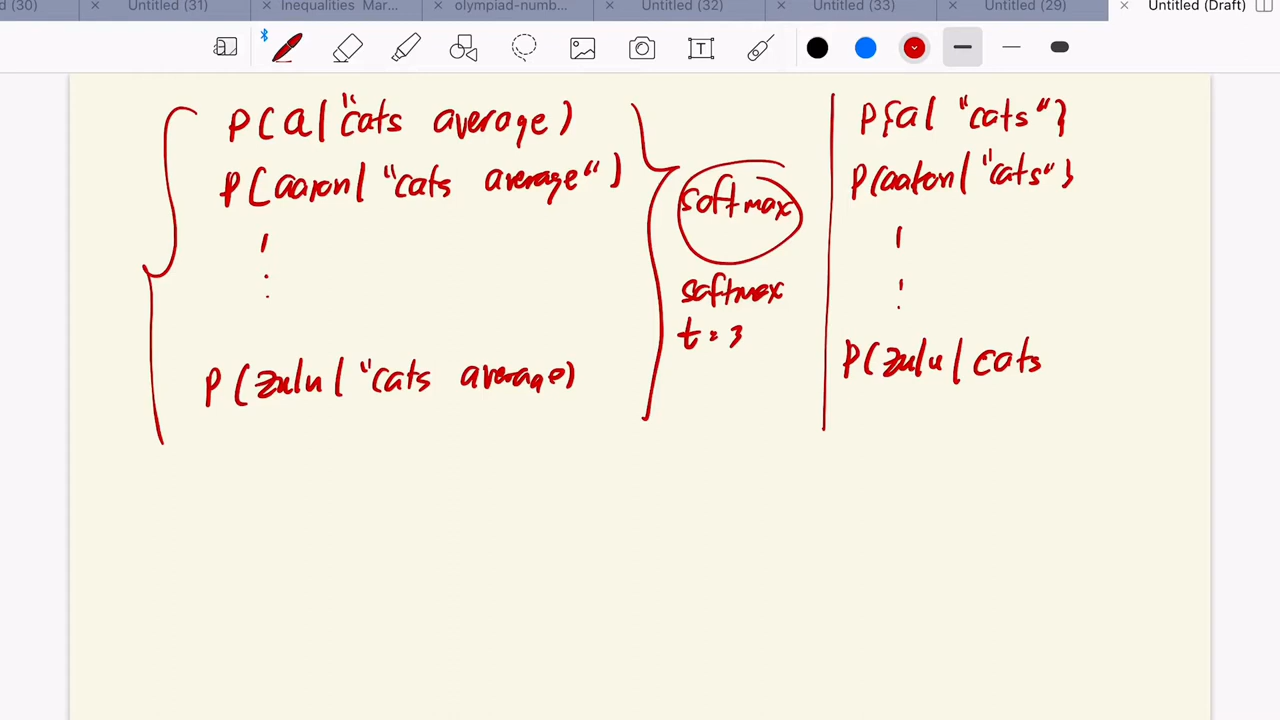 d (30)
Untitled (31)
Inequalities Mar...
olympiad-numb...
Untitled (32)
Untitled (33)
Untitled (29)
Untitled (Draft)
P(a| "cats average)
P(aaron| "cats average")
P(zulu| "cats average)
softmax
softmax
t = 3
P{a| "cats"}
P(aaron| "cats"}
P(zulu| cats